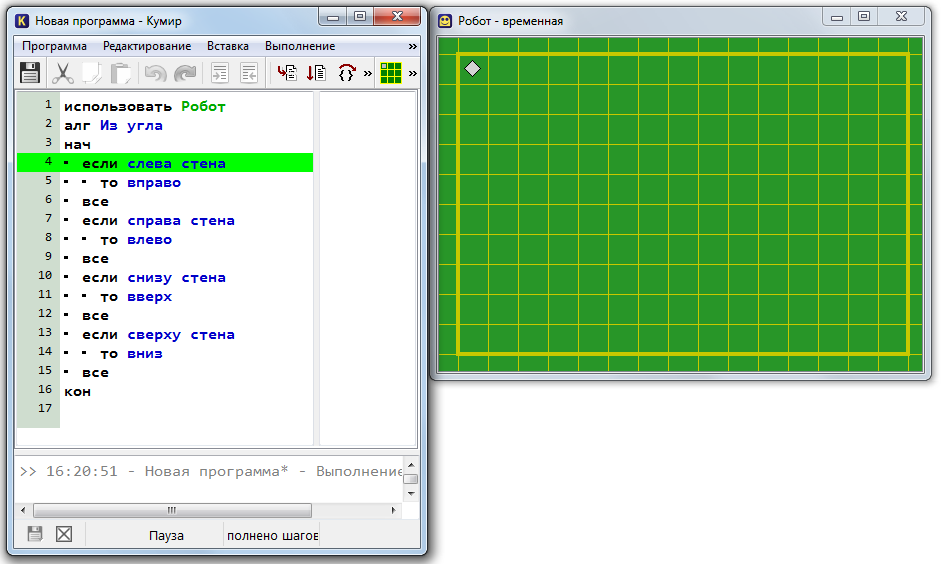 Новая программа - Кумир
Программа Редактирование Вставка Выполнение »
» »
1 использовать Робот
2 алг Из угла
3 нач
4 если слева стена
5 то вправо
6 все
7 если справа стена
8 то влево
9 все
10 если снизу стена
11 то вверх
12 все
13 если сверху стена
14 то вниз
15 все
16 кон
17
>> 16:20:51 - Новая программа* - Выполнение
Пауза полнено шагов
Робот - временная